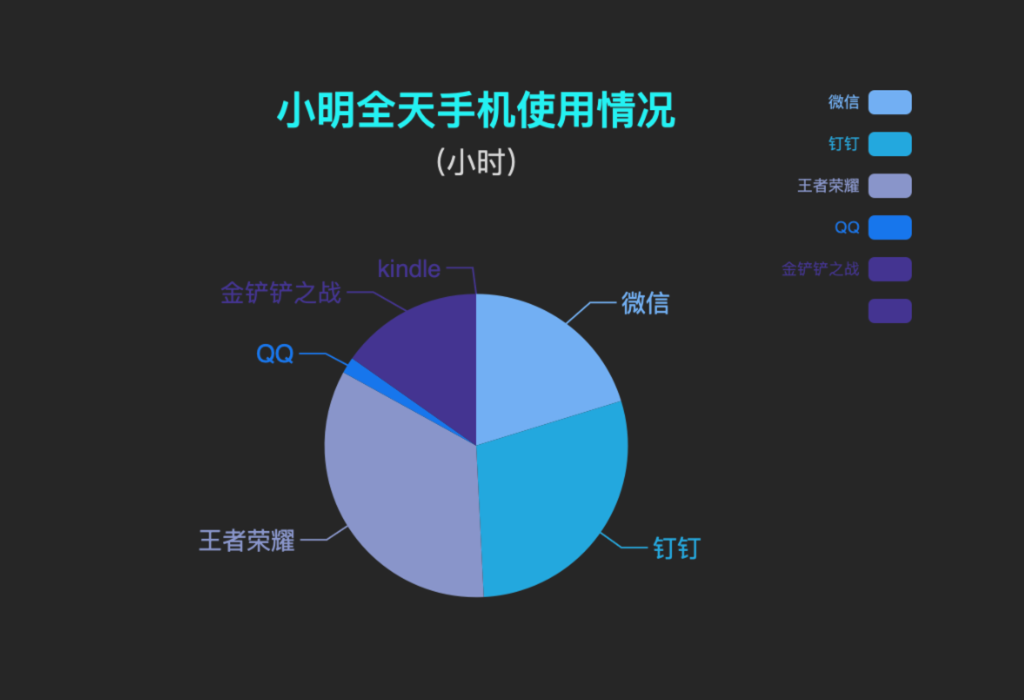 小明全天手机使用情况
（小时）
微信
钉钉
王者荣耀
QQ
金铲铲之战
kindle
金铲铲之战
微信
QQ
王者荣耀
钉钉